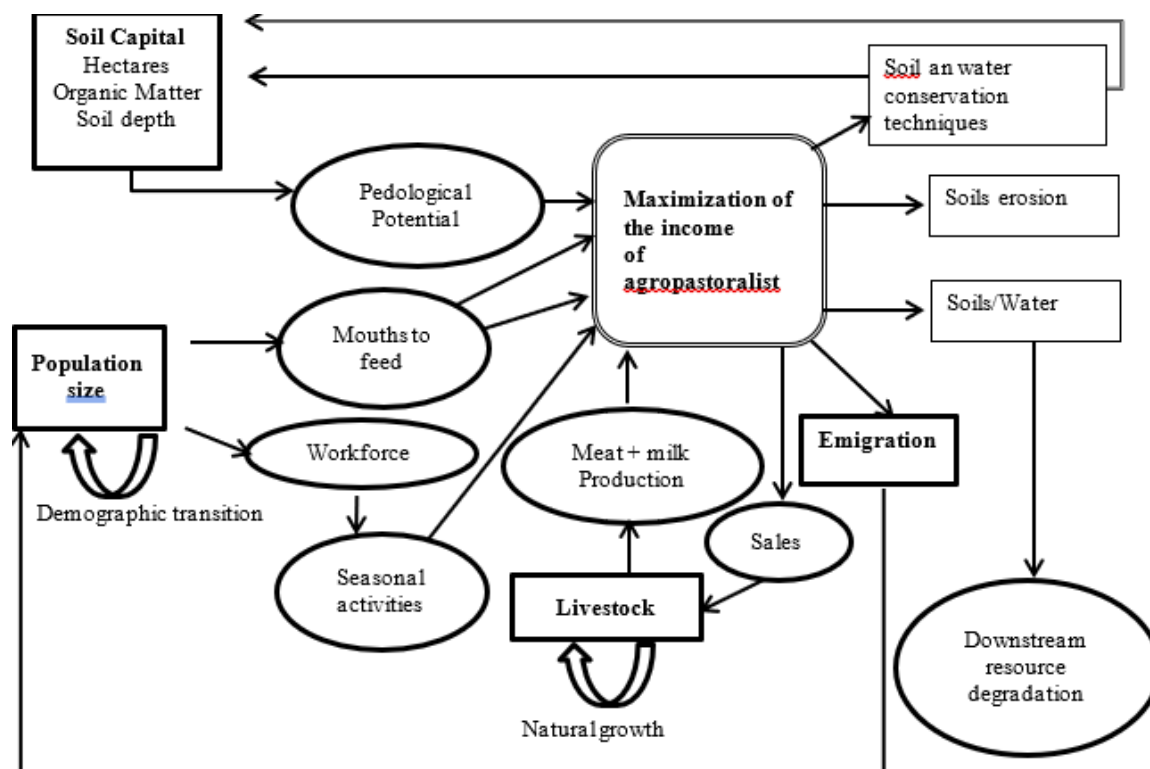 Soil Capital
Hectares
Organic Matter
Soil depth
Soil an water
conservation
techniques
Pedological
Potential
Maximization of
the income
of
agropastoralist
Soils erosion
Soils/Water
Mouths to
feed
Population
size
Workforce
Demographic transition
Seasonal
activities
Meat + milk
Production
Emigration
Sales
Livestock
Natural growth
Downstream
resource
degradation